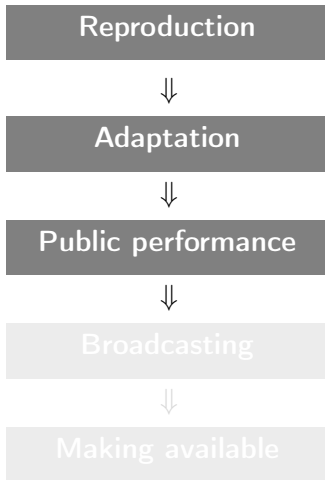 Reproduction
⇓
Adaptation
⇓
Public performance
⇓
Broadcasting
⇓
Making available